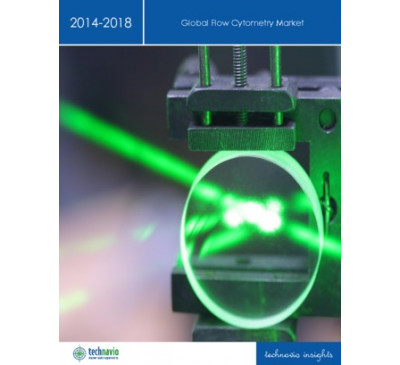 2014-2018
Global Flow Cytometry Market
technavio
technavio insights